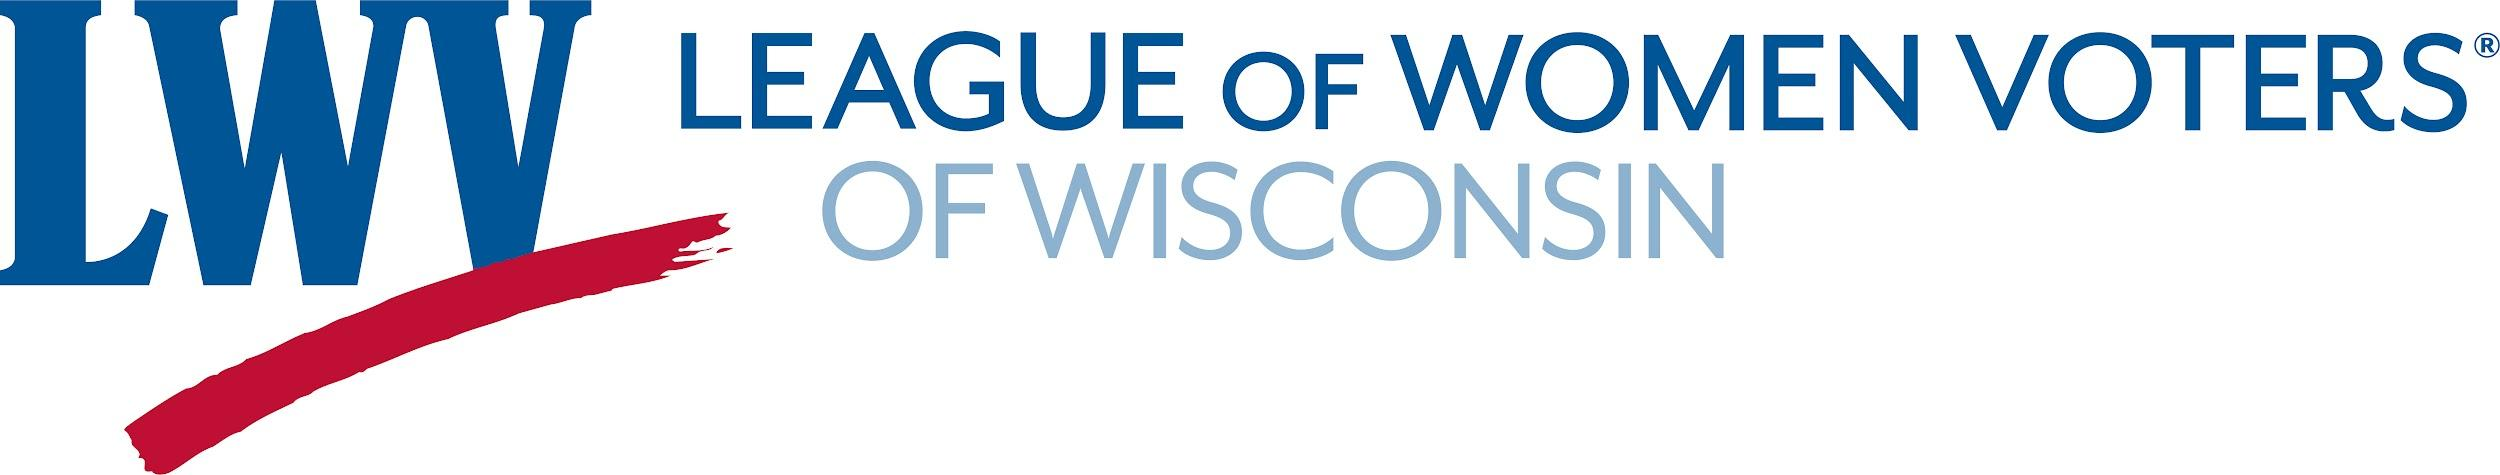 LWV
LEAGUE OF WOMEN VOTERS®
OF WISCONSIN